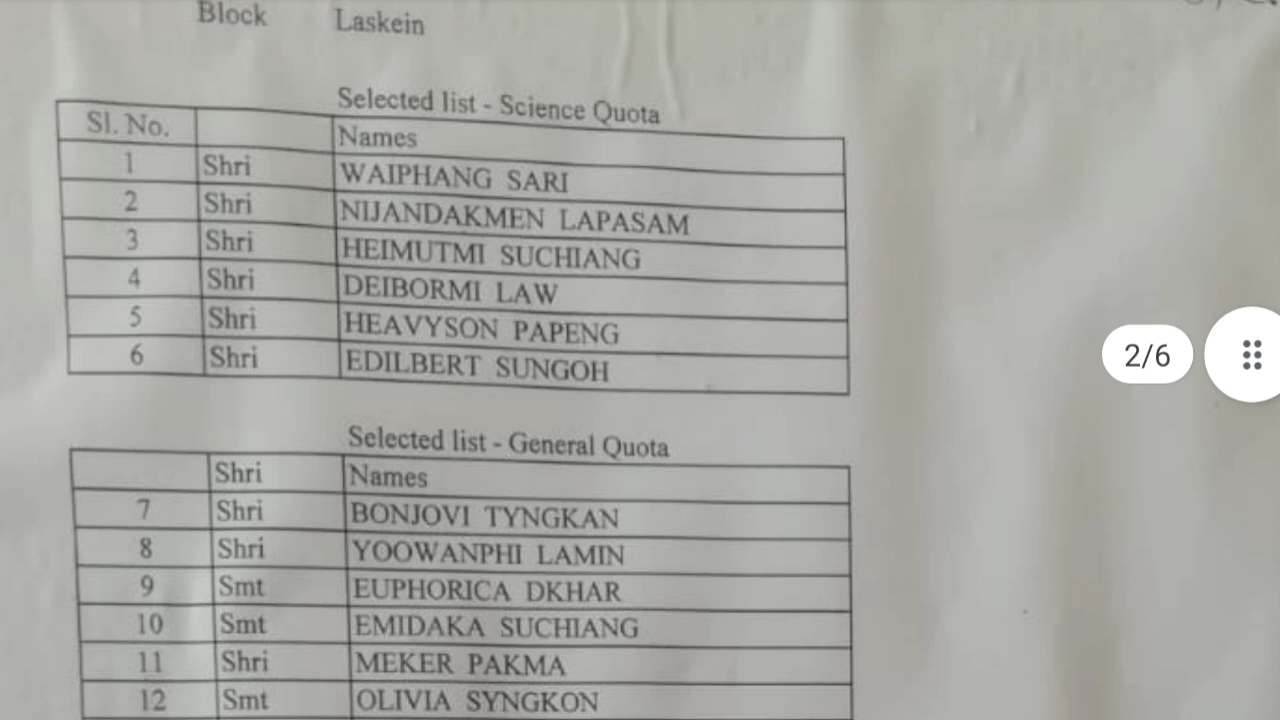 Block Laskein
Selected list - Science Quota
Sl. No. Names
1 Shri WAIPHANG SARI
2 Shri NIJANDAKMEN LAPASAM
3 Shri HEIMUTMI SUCHIANG
4 Shri DEIBORMI LAW
5 Shri HEAVYSON PAPENG
6 Shri EDILBERT SUNGOH
2/6
Selected list - General Quota
Shri Names
7 Shri BONJOVI TYNGKAN
8 Shri YOOWANPHI LAMIN
9 Smt EUPHORICA DKHAR
10 Smt EMIDAKA SUCHIANG
11 Shri MEKER PAKMA
12 Smt OLIVIA SYNGKON